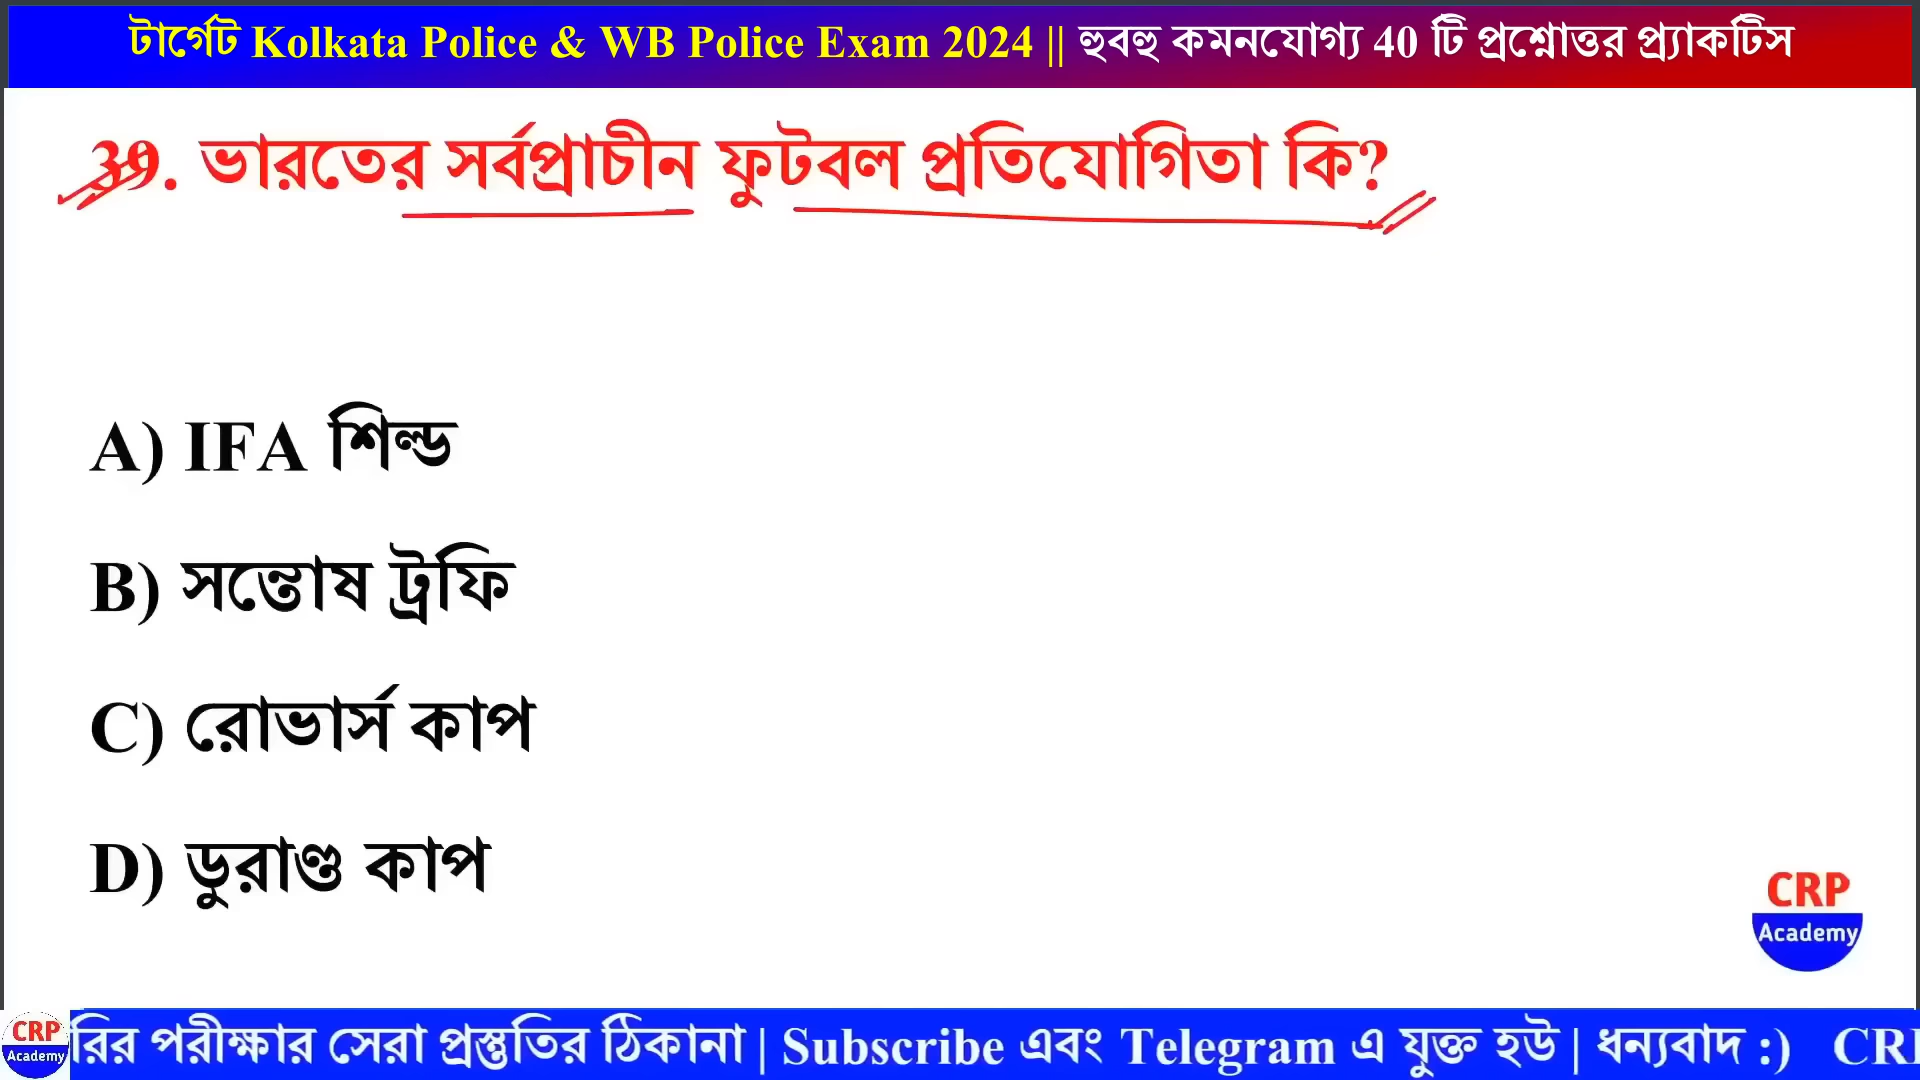 টার্গেট Kolkata Police & WB Police Exam 2024 || হুবহু কমনযোগ্য 40 টি প্রশ্নোত্তর প্র্যাকটিস
39. ভারতের সর্বপ্রাচীন ফুটবল প্রতিযোগিতা কি?
A) IFA শিল্ড
B) সন্তোষ ট্রফি
C) রোভার্স কাপ
D) ডুরাণ্ড কাপ
CRP
Academy
CRP
Academy
রির পরীক্ষার সেরা প্রস্তুতির ঠিকানা | Subscribe এবং Telegram এ যুক্ত হউ | ধন্যবাদ :) CR